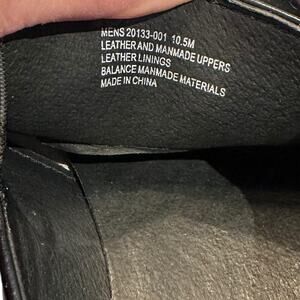 MENS 20133-001 10.5M
LEATHER AND MANMADE UPPERS
LEATHER LININGS
BALANCE MANMADE MATERIALS
MADE IN CHINA